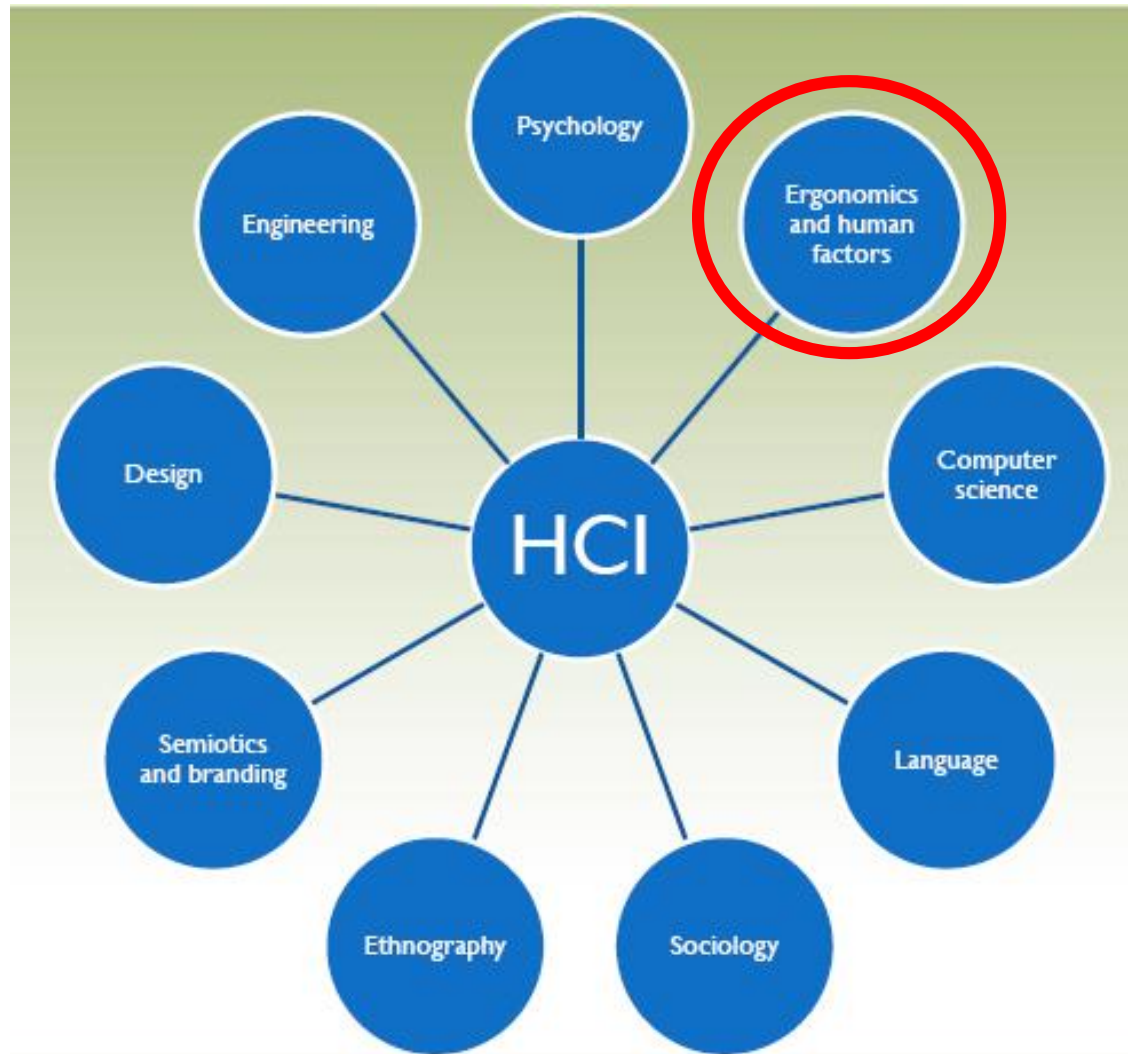 Psychology
Ergonomics
and human
factors
Engineering
Computer
science
Design
HCI
Semiotics
and branding
Language
Ethnography
Sociology